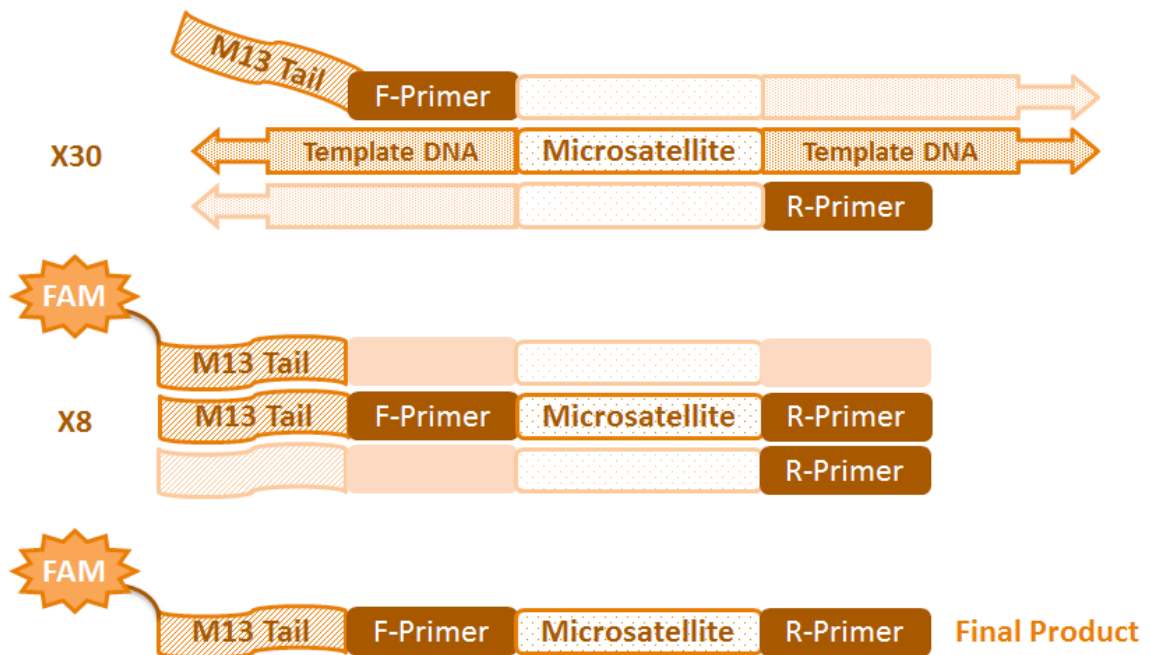 M13 Tail
F-Primer
X30
Template DNA
Microsatellite
Template DNA
R-Primer
FAM
M13 Tail
X8
M13 Tail
F-Primer
Microsatellite
R-Primer
R-Primer
FAM
M13 Tail
F-Primer
Microsatellite
R-Primer
Final Product